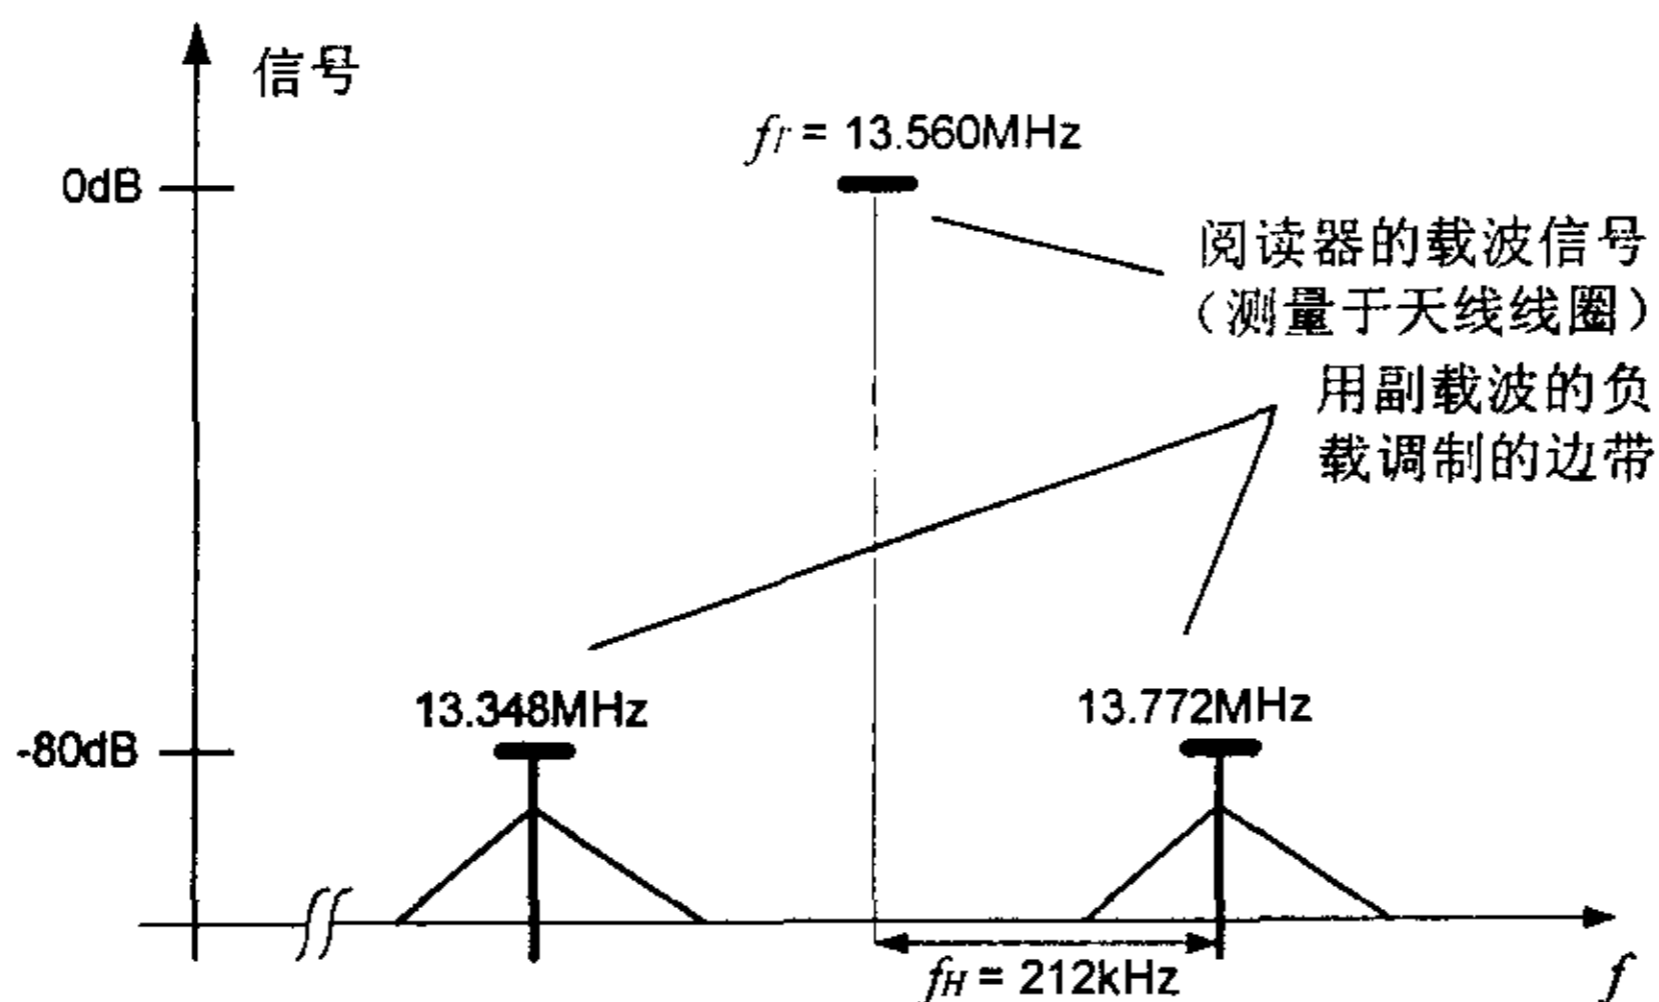 信号
fT = 13.560MHz
0dB
阅读器的载波信号
（测量于天线线圈）
用副载波的负
载调制的边带
13.348MHz
13.772MHz
-80dB
fH = 212kHz
f